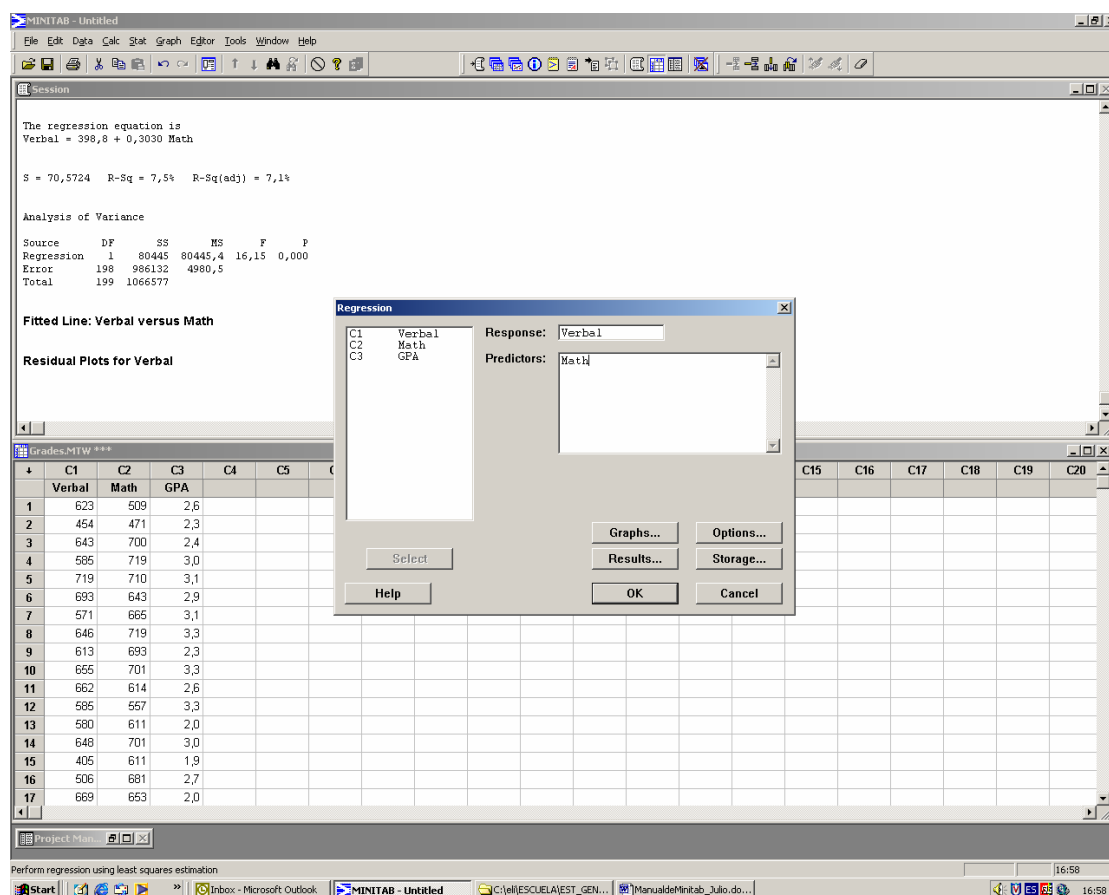 MINITAB - Untitled
File Edit Data Calc Stat Graph Editor Tools Window Help
Session
The regression equation is
Verbal = 398,8 + 0,3030 Math
S = 70,5724 R-Sq = 7,5% R-Sq(adj) = 7,1%
Analysis of Variance
Source DF SS MS F P
Regression 1 80445 80445,4 16,15 0,000
Error 198 986132 4980,5
Total 199 1066577
Fitted Line: Verbal versus Math
Residual Plots for Verbal
Regression
C1 Verbal
C2 Math
C3 GPA
Response: Verbal
Predictors: Math
Graphs... Options...
Select Results... Storage...
Help OK Cancel
Grades.MTW ***
C1 C2 C3 C4 C5 C15 C16 C17 C18 C19 C20
Verbal Math GPA
1 623 509 2,6
2 454 471 2,3
3 643 700 2,4
4 585 719 3,0
5 719 710 3,1
6 693 643 2,9
7 571 665 3,1
8 646 719 3,3
9 613 693 2,3
10 655 701 3,3
11 662 614 2,6
12 585 557 3,3
13 580 611 2,0
14 648 701 3,0
15 405 611 1,9
16 506 681 2,7
17 669 653 2,0
Project Man...
Perform regression using least squares estimation 16:58
Start » Inbox - Microsoft Outlook MINITAB - Untitled C:\eli\ESCUELA\EST_GEN... ManualdeMinitab_Julio.do... ES 16:58